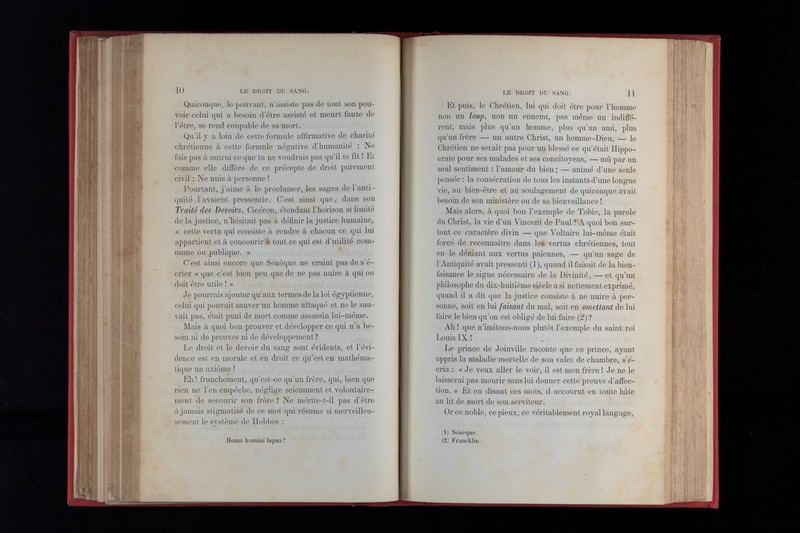 10 LE DROIT DU SANG.
Quiconque, le pouvant, n'assiste pas de tout son pou-
voir celui qui a besoin d'être assisté et meurt faute de
l'être, se rend coupable de sa mort.
Qu'il y a loin de cette formule affirmative de charité
chrétienne à cette formule négative d'humanité : Ne
fais pas à autrui ce que tu ne voudrais pas qu'il te fît ! Et
comme elle diffère de ce précepte de droit purement
civil : Ne nuis à personne !
Pourtant, j'aime à le proclamer, les sages de l'anti-
quité l'avaient pressentie. C'est ainsi que, dans son
Traité des Devoirs, Cicéron, étendant l'horizon si limité
de la justice, n'hésitait pas à définir la justice humaine,
« cette vertu qui consiste à rendre à chacun ce qui lui
appartient et à concourir à tout ce qui est d'utilité com-
mune ou publique. »
C'est ainsi encore que Sénèque ne craint pas de s'é-
crier « que c'est bien peu que de ne pas nuire à qui on
doit être utile ! »
Je pourrais ajouter qu'aux termes de la loi égyptienne,
celui qui pouvait sauver un homme attaqué et ne le sau-
vait pas, était puni de mort comme assassin lui-même.
Mais à quoi bon prouver et développer ce qui n'a be-
soin ni de preuves ni de développement ?
Le droit et le devoir du sang sont évidents, et l'évi-
dence est en morale et en droit ce qu'est en mathéma-
tique un axiôme !
Eh ! franchement, qu'est-ce qu'un frère, qui, bien que
rien ne l'en empêche, néglige sciemment et volontaire-
ment de secourir son frère ? Ne mérite-t-il pas d'être
à jamais stigmatisé de ce mot qui résume si merveilleu-
sement le système de Hobbes :
Homo homini lupus ?
LE DROIT DU SANG. 11
Et puis, le Chrétien, lui qui doit être pour l'homme
non un loup, non un ennemi, pas même un indiffé-
rent, mais plus qu'un homme, plus qu'un ami, plus
qu'un frère — un autre Christ, un homme-Dieu, — le
Chrétien ne serait pas pour un blessé ce qu'était Hippo-
crate pour ses malades et ses concitoyens, — mû par un
seul sentiment : l'amour du bien ; — animé d'une seule
pensée : la consécration de tous les instants d'une longue
vie, au bien-être et au soulagement de quiconque avait
besoin de son ministère ou de sa bienveillance !
Mais alors, à quoi bon l'exemple de Tobie, la parole
du Christ, la vie d'un Vincent de Paul ? A quoi bon sur-
tout ce caractère divin — que Voltaire lui-même était
forcé de reconnaître dans les vertus chrétiennes, tout
en le déniant aux vertus païennes, — qu'un sage de
l'Antiquité avait pressenti (1), quand il faisait de la bien-
faisance le signe nécessaire de la Divinité, — et qu'un
philosophe du dix-huitième siècle a si nettement exprimé,
quand il a dit que la justice consiste à ne nuire à per-
sonne, soit en lui faisant du mal, soit en omettant de lui
faire le bien qu'on est obligé de lui faire (2) ?
Ah ! que n'imitons-nous plutôt l'exemple du saint roi
Louis IX !
Le prince de Joinville raconte que ce prince, ayant
appris la maladie mortelle de son valet de chambre, s'é-
cria : « Je veux aller le voir, il est mon frère ! Je ne le
laisserai pas mourir sans lui donner cette preuve d'affec-
tion. » Et en disant ces mots, il accourut en toute hâte
au lit de mort de son serviteur.
Or ce noble, ce pieux, ce véritablement royal langage,
(1) Sénèque.
(2) Francklin.